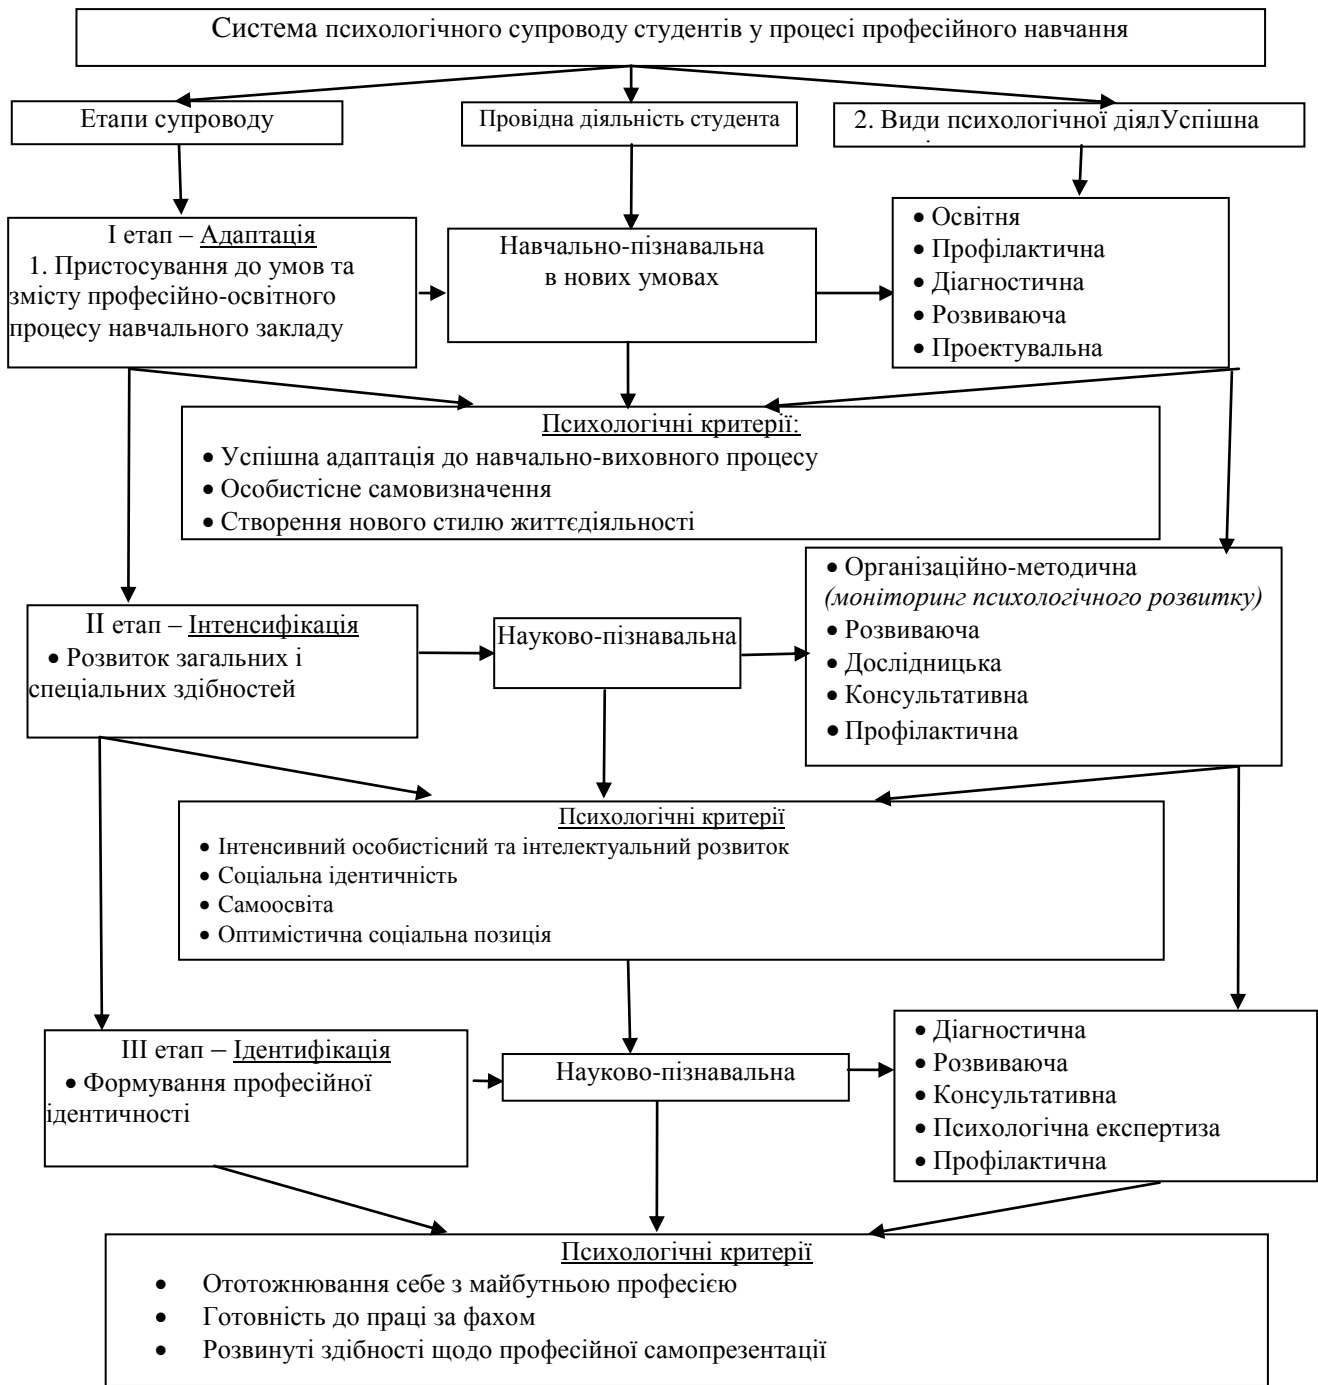 Система психологічного супроводу студентів у процесі професійного навчання
Етапи супроводу
Провідна діяльність студента
2. Види психологічної діялУспішна
І етап – Адаптація
1. Пристосування до умов та
змісту професійно-освітного
процесу навчального закладу
Навчально-пізнавальна
в нових умовах
• Освітня
• Профілактична
• Діагностична
• Розвиваюча
• Проектувальна
Психологічні критерії:
• Успішна адаптація до навчально-виховного процесу
• Особистісне самовизначення
• Створення нового стилю життєдіяльності
ІІ етап – Інтенсифікація
• Розвиток загальних і
спеціальних здібностей
Науково-пізнавальна
• Організаційно-методична
(моніторинг психологічного розвитку)
• Розвиваюча
• Дослідницька
• Консультативна
• Профілактична
Психологічні критерії
• Інтенсивний особистісний та інтелектуальний розвиток
• Соціальна ідентичність
• Самоосвіта
• Оптимістична соціальна позиція
ІІІ етап – Ідентифікація
• Формування професійної
ідентичності
Науково-пізнавальна
• Діагностична
• Розвиваюча
• Консультативна
• Психологічна експертиза
• Профілактична
Психологічні критерії
• Ототожнювання себе з майбутньою професією
• Готовність до праці за фахом
• Розвинуті здібності щодо професійної самопрезентації